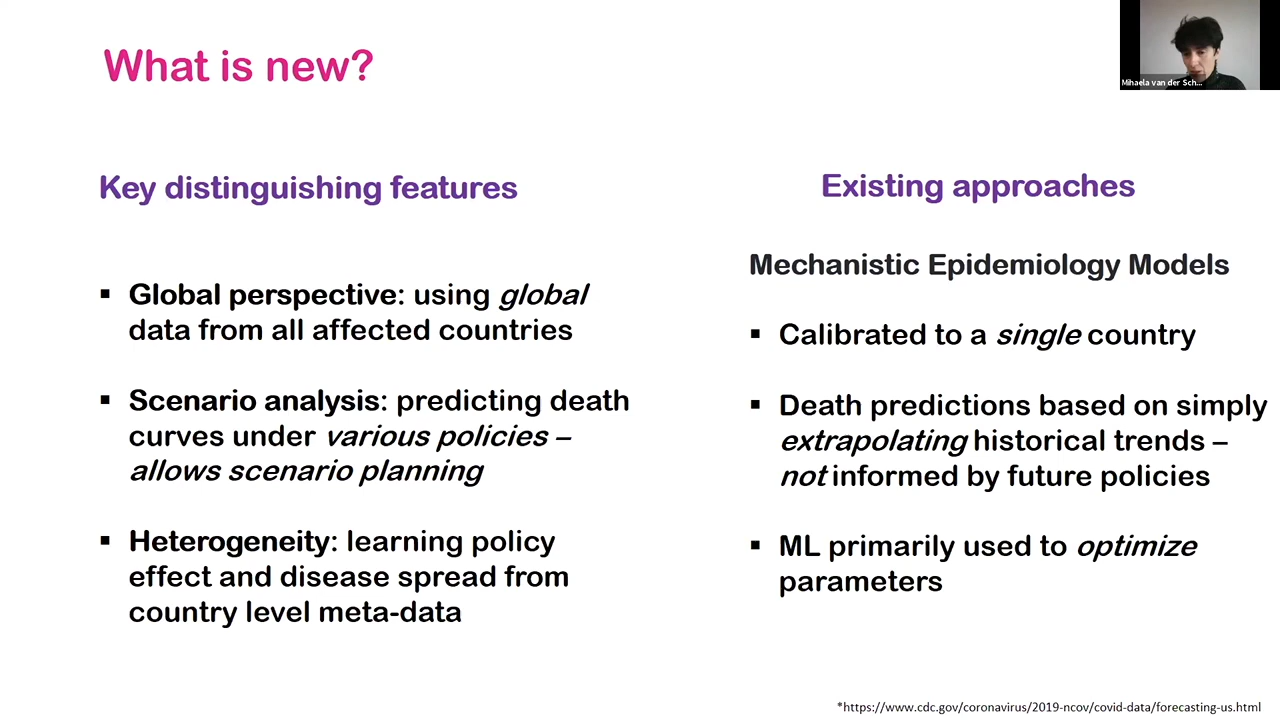 What is new?
Mihaela van der Sch...
Key distinguishing features
▪ Global perspective: using global
data from all affected countries
▪ Scenario analysis: predicting death
curves under various policies –
allows scenario planning
▪ Heterogeneity: learning policy
effect and disease spread from
country level meta-data
Existing approaches
Mechanistic Epidemiology Models
▪ Calibrated to a single country
▪ Death predictions based on simply
extrapolating historical trends –
not informed by future policies
▪ ML primarily used to optimize
parameters
*https://www.cdc.gov/coronavirus/2019-ncov/covid-data/forecasting-us.html